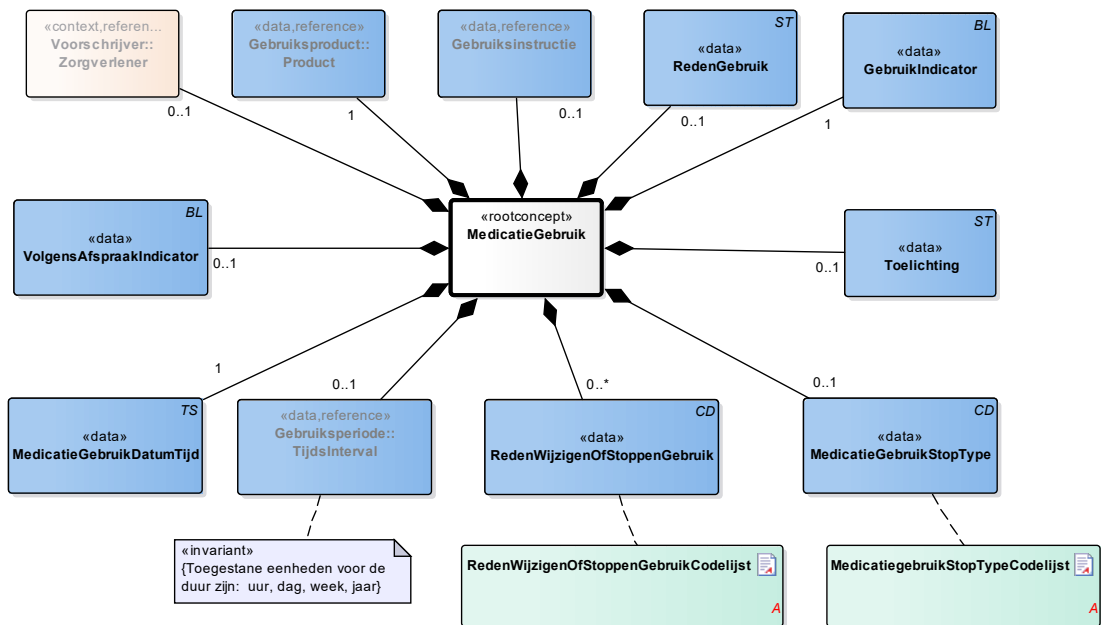 «context,referen...
Voorschrijver::
Zorgverlener
0..1
«data,reference»
Gebruiksproduct::
Product
1
«data,reference»
Gebruiksinstructie
0..1
ST
«data»
RedenGebruik
0..1
BL
«data»
GebruikIndicator
1
BL
«data»
VolgensAfspraakIndicator
0..1
«rootconcept»
MedicatieGebruik
ST
«data»
Toelichting
0..1
1
TS
«data»
MedicatieGebruikDatumTijd
0..1
«data,reference»
Gebruiksperiode::
TijdsInterval
0..*
CD
«data»
RedenWijzigenOfStoppenGebruik
0..1
CD
«data»
MedicatieGebruikStopType
«invariant»
{Toegestane eenheden voor de
duur zijn: uur, dag, week, jaar}
RedenWijzigenOfStoppenGebruikCodelijst
A
MedicatiegebruikStopTypeCodelijst
A